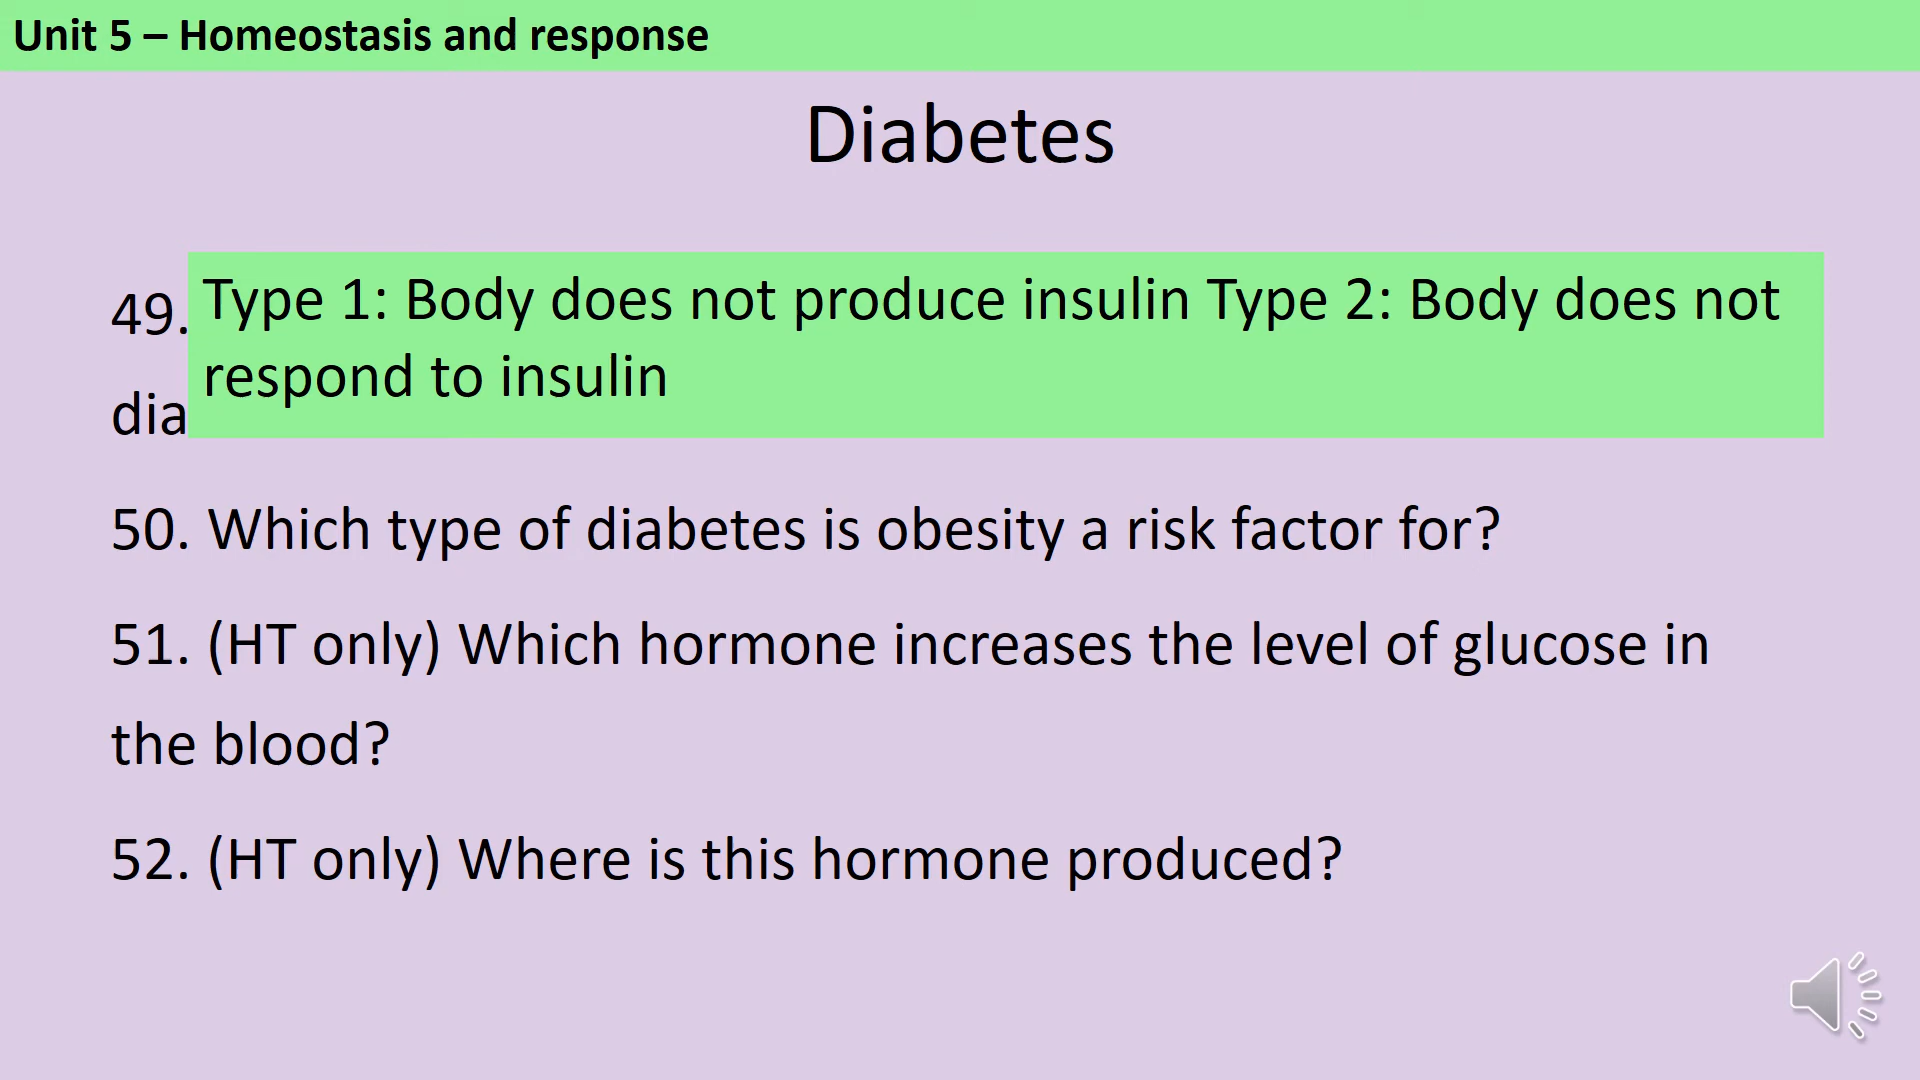 Unit 5 – Homeostasis and response
Diabetes
49. Type 1: Body does not produce insulin Type 2: Body does not
respond to insulin
dia
50. Which type of diabetes is obesity a risk factor for?
51. (HT only) Which hormone increases the level of glucose in
the blood?
52. (HT only) Where is this hormone produced?